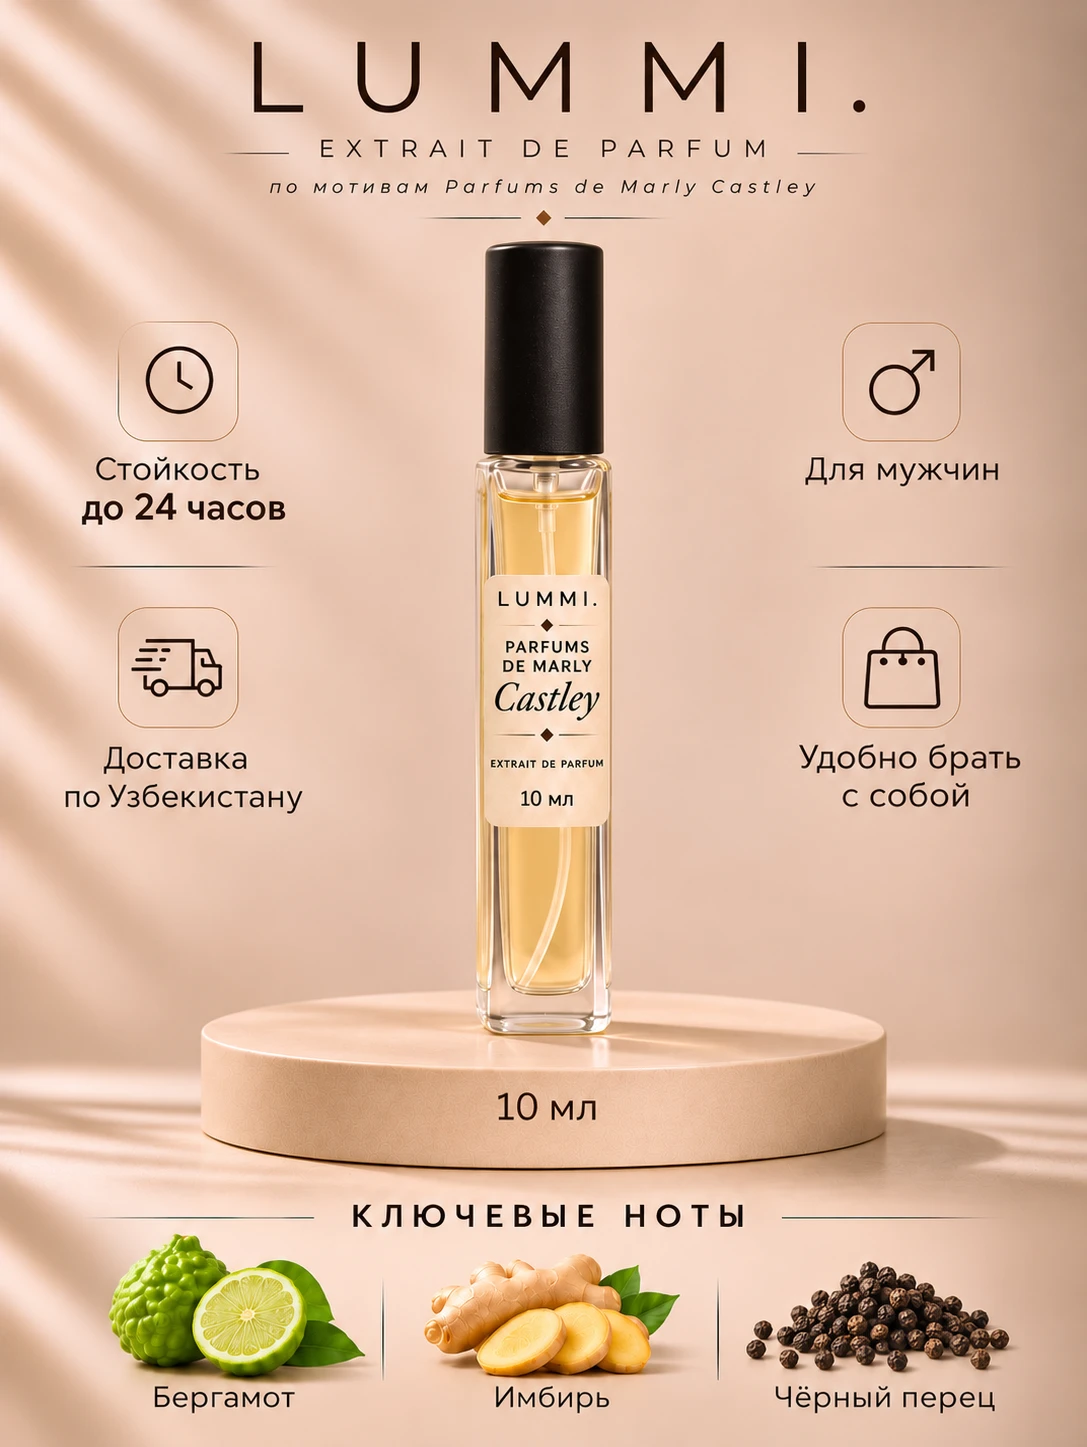 LUMMI.
EXTRAIT DE PARFUM
по мотивам Parfums de Marly Castley
Стойкость
до 24 часов
Для мужчин
Доставка
по Узбекистану
Удобно брать
с собой
LUMMI.
PARFUMS
DE MARLY
Castley
EXTRAIT DE PARFUM
10 мл
10 мл
КЛЮЧЕВЫЕ НОТЫ
Бергамот
Имбирь
Чёрный перец